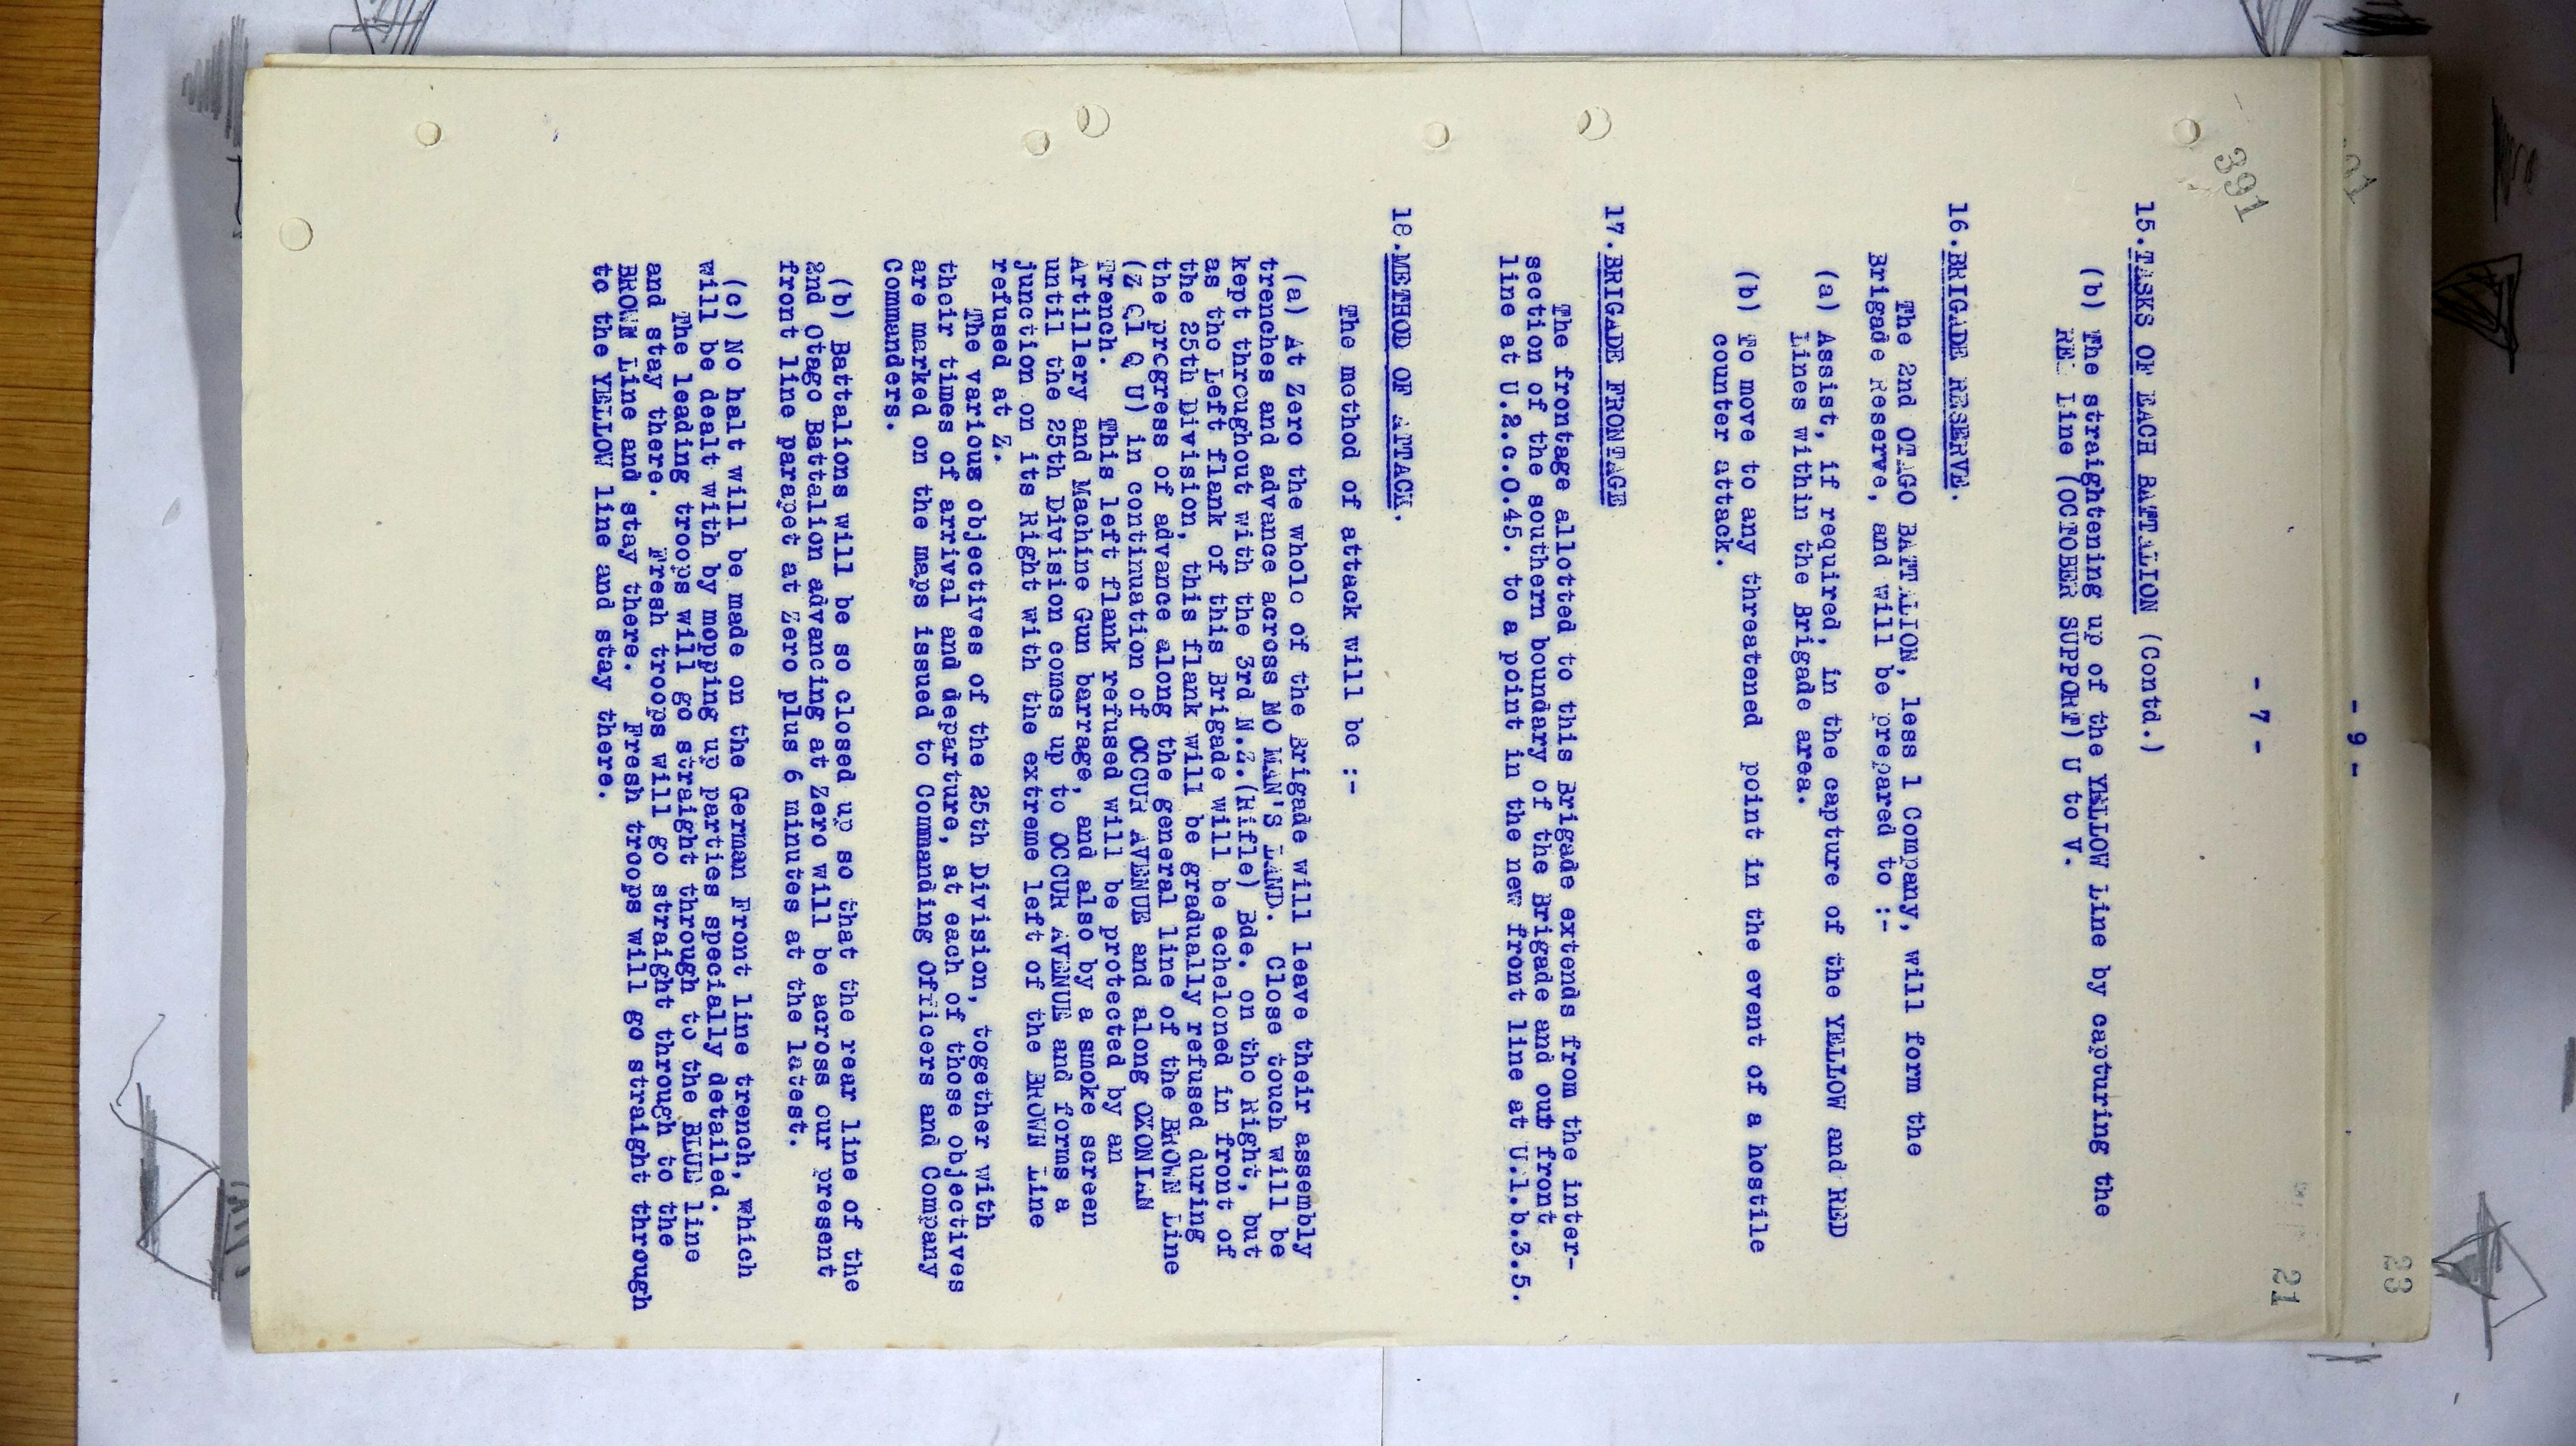 - 9 -
23
- 7 -
391
21
15.TASKS OF EACH BATTALION (Contd.)
(b) The straightening up of the YELLOW Line by capturing the
RED Line (OCTOBER SUPPORT) U to V.
16.BRIGADE RESERVE.
The 2nd OTAGO BATTALION, less 1 Company, will form the
Brigade Reserve, and will be prepared to :-
(a) Assist, if required, in the capture of the YELLOW and RED
Lines within the Brigade area.
(b) To move to any threatened point in the event of a hostile
counter attack.
17.BRIGADE FRONTAGE
The frontage allotted to this Brigade extends from the inter-
section of the southern boundary of the Brigade and out front
line at U.2.c.0.45. to a point in the new front line at U.1.b.3.5.
18.METHOD OF ATTACK.
The method of attack will be :-
(a) At Zero the whole of the Brigade will leave their assembly
trenches and advance across NO MAN'S LAND. Close touch will be
kept throughout with the 3rd N.Z.(Rifle) Bde. on the Right, but
as the Left flank of this Brigade will be echeloned in front of
the 25th Division, this flank will be gradually refused during
the progress of advance along the general line of the BROWN Line
(Z Q1 Q U) in continuation of OCCUR AVENUE and along OXONIAN
Trench. This left flank refused will be protected by an
Artillery and Machine Gun barrage, and also by a smoke screen
until the 25th Division comes up to OCCUR AVENUE and forms a
junction on its Right with the extreme left of the BROWN Line
refused at Z.
The various objectives of the 25th Division, together with
their times of arrival and departure, at each of those objectives
are marked on the maps issued to Commanding Officers and Company
Commanders.
(b) Battalions will be so closed up so that the rear line of the
2nd Otago Battalion advancing at Zero will be across our present
front line parapet at Zero plus 6 minutes at the latest.
(c) No halt will be made on the German Front line trench, which
will be dealt with by mopping up parties specially detailed.
The leading troops will go straight through to the BLUE line
and stay there. Fresh troops will go straight through to the
BROWN Line and stay there. Fresh troops will go straight through
to the YELLOW line and stay there.